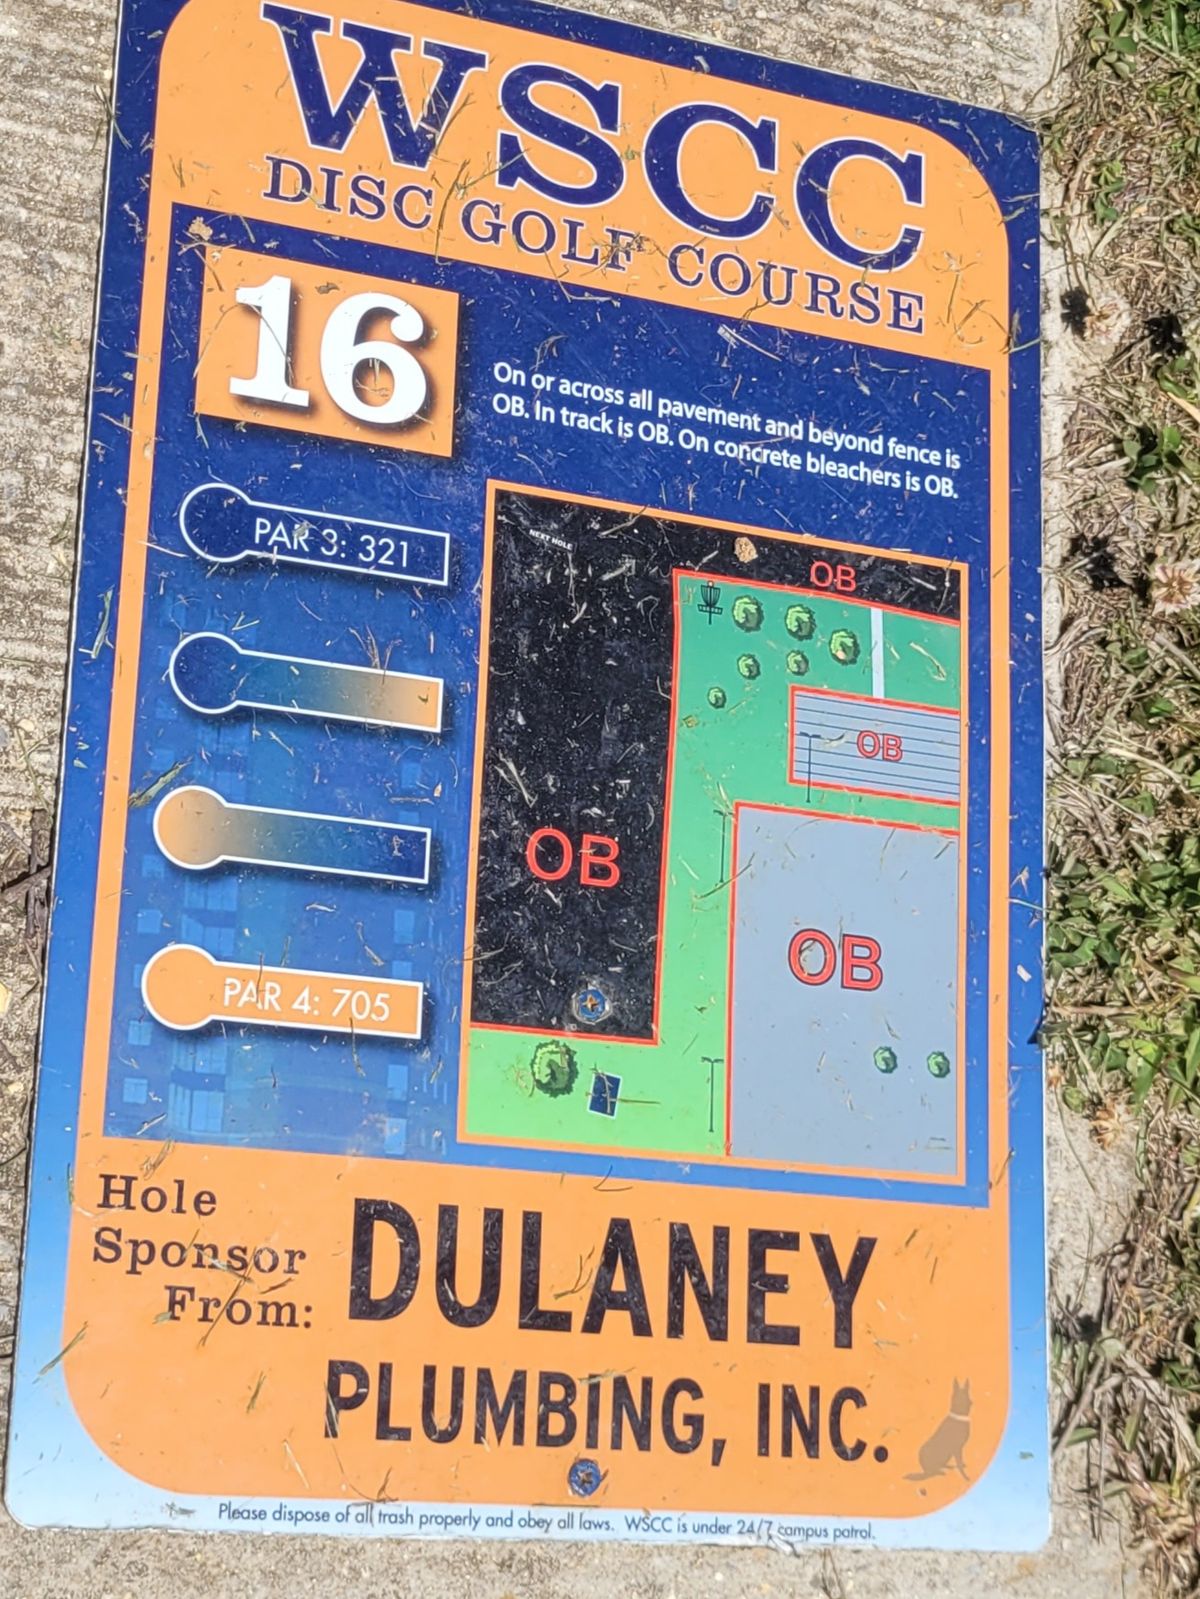 WSCC
DISC GOLF COURSE
16
On or across all pavement and beyond fence is
OB. In track is OB. On concrete bleachers is OB.
PAR 3: 321
PAR 4: 705
NEXT HOLE
OB
OB
OB
OB
Hole
Sponsor
From:
DULANEY
PLUMBING, INC.
Please dispose of all trash properly and obey all laws. WSCC is under 24/7 campus patrol.